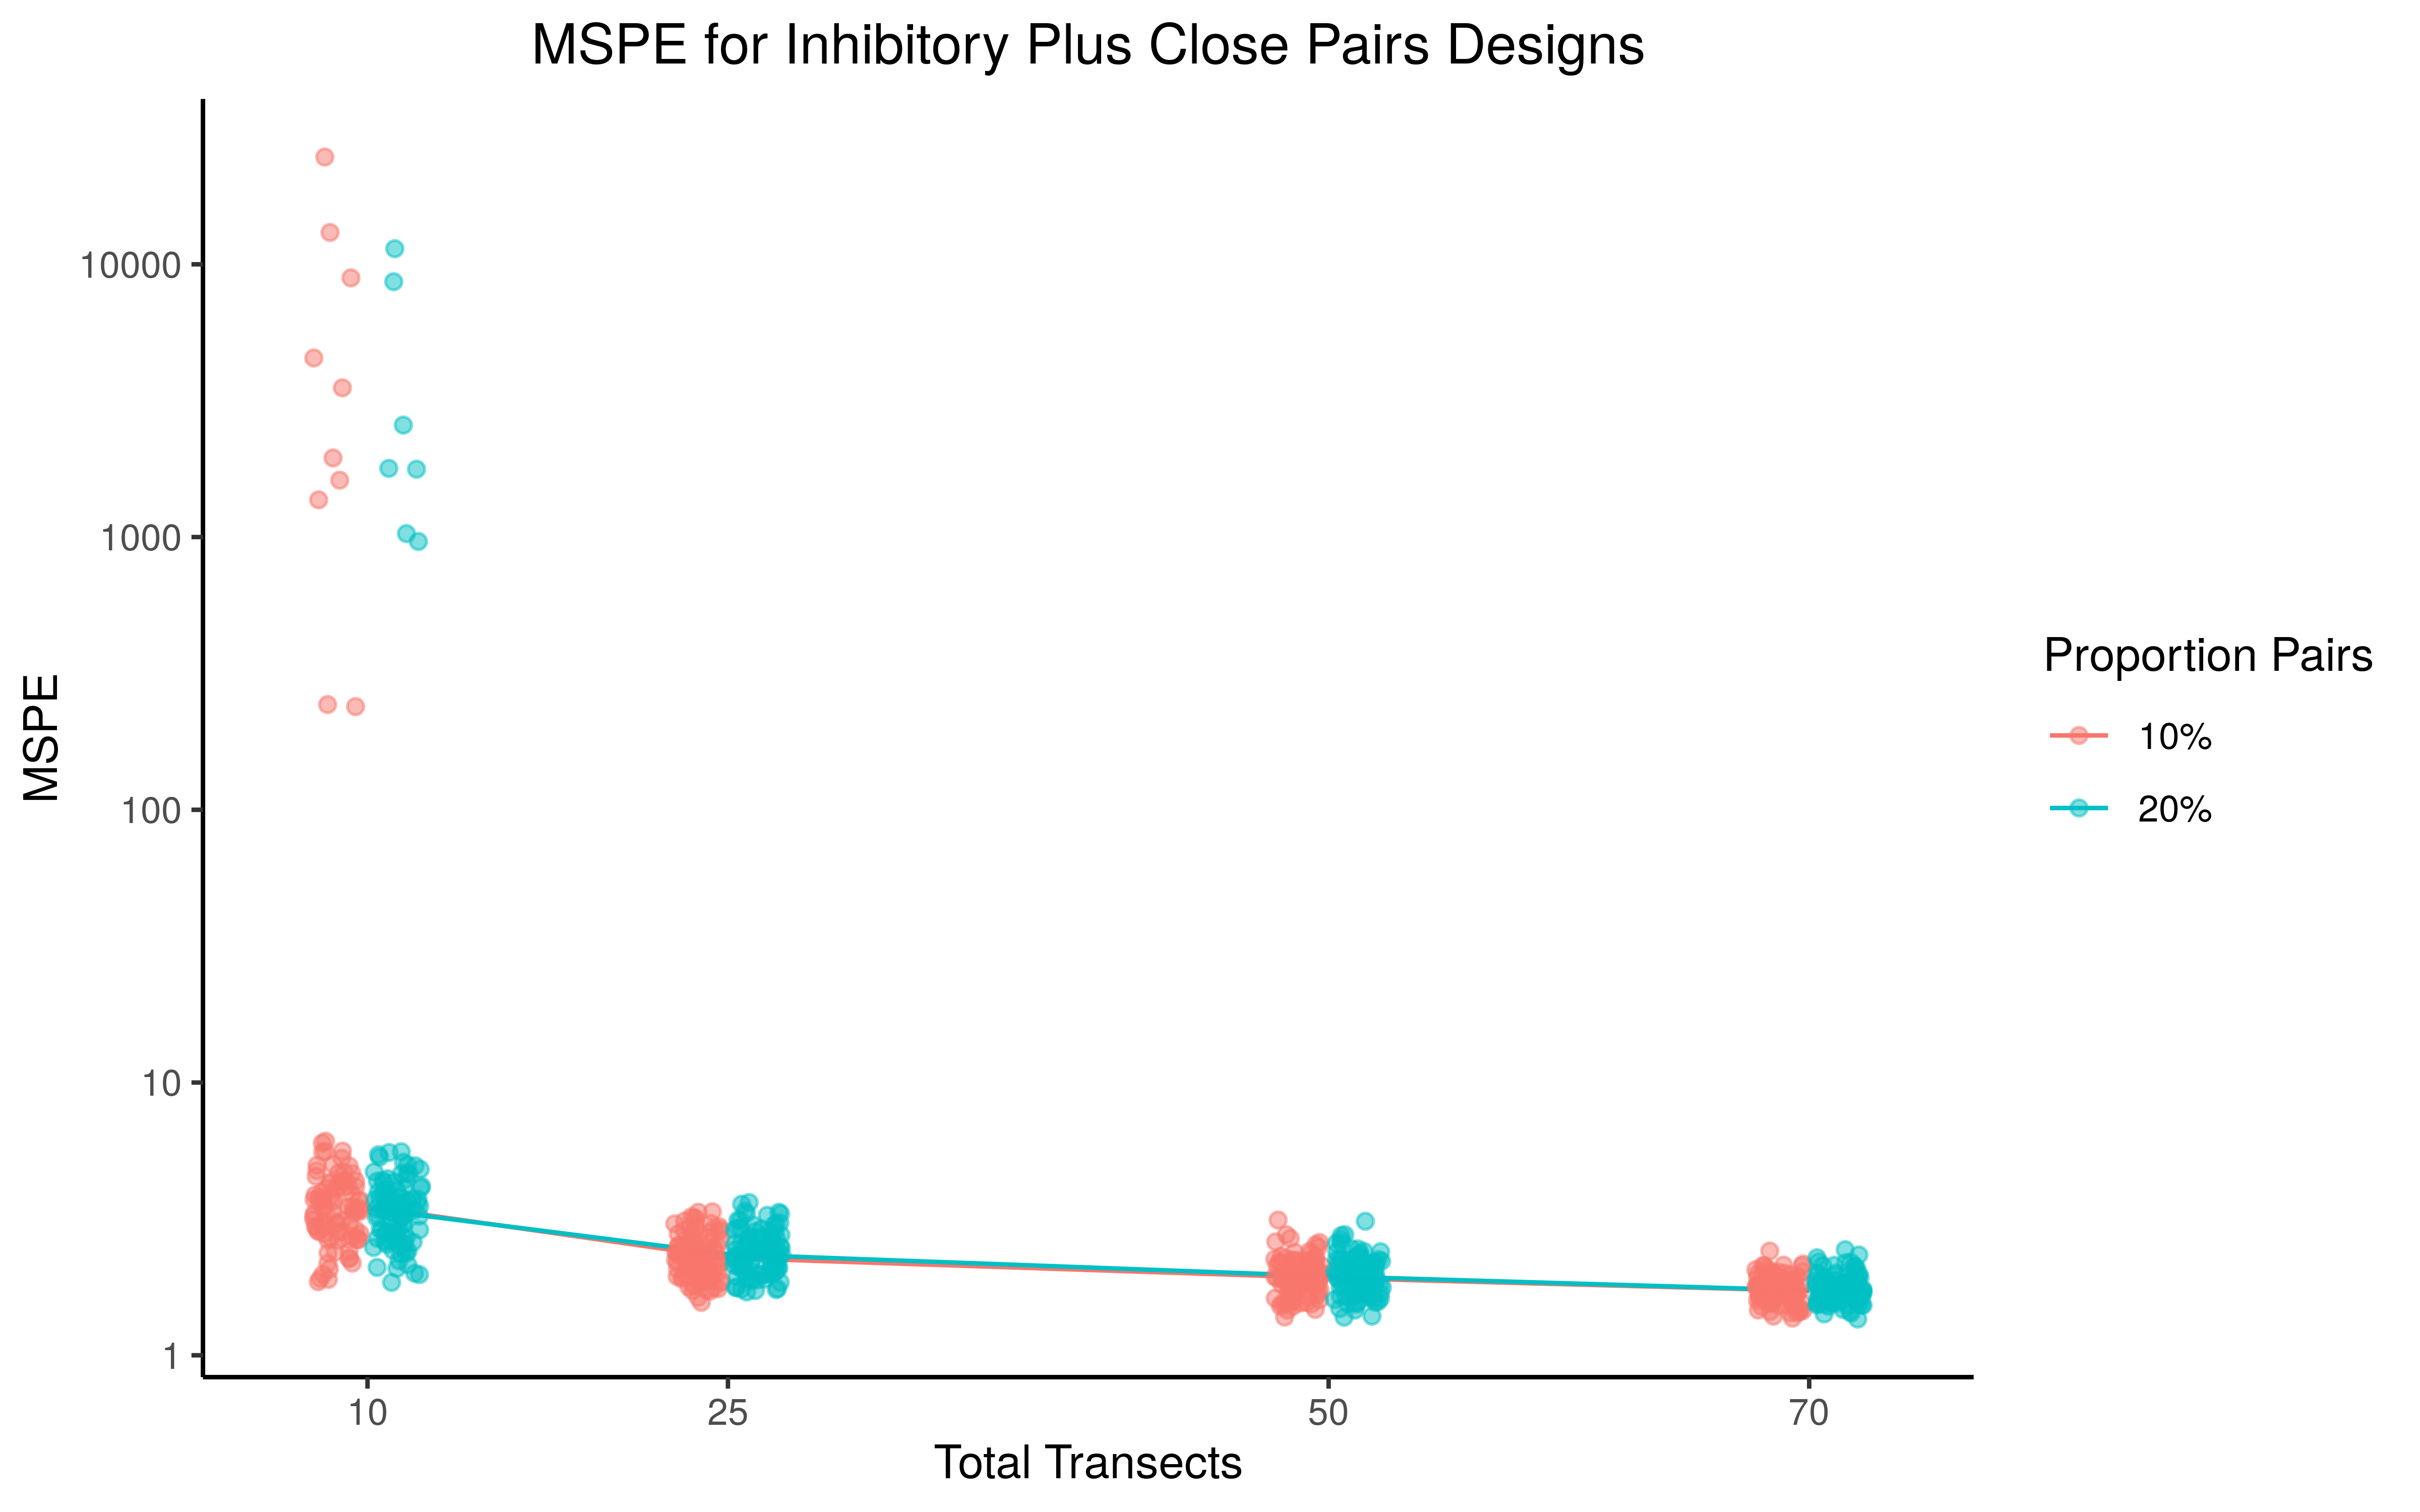 MSPE for Inhibitory Plus Close Pairs Designs
MSPE
10000
1000
100
10
1
10
25
50
70
Total Transects
Proportion Pairs
10%
20%